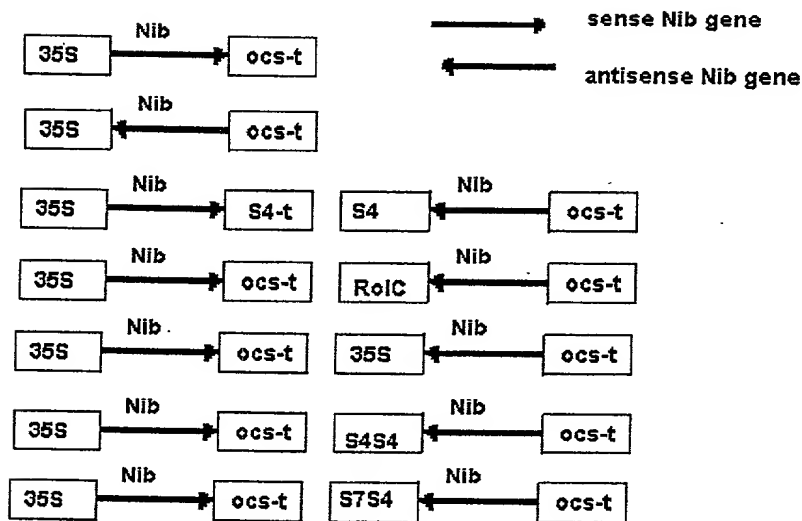 sense Nib gene
antisense Nib gene
Nib
35S ocs-t
Nib
35S ocs-t
Nib Nib
35S S4-t S4 ocs-t
Nib Nib
35S ocs-t RolC ocs-t
Nib Nib
35S ocs-t 35S ocs-t
Nib Nib
35S ocs-t S4S4 ocs-t
Nib Nib
35S ocs-t S7S4 ocs-t